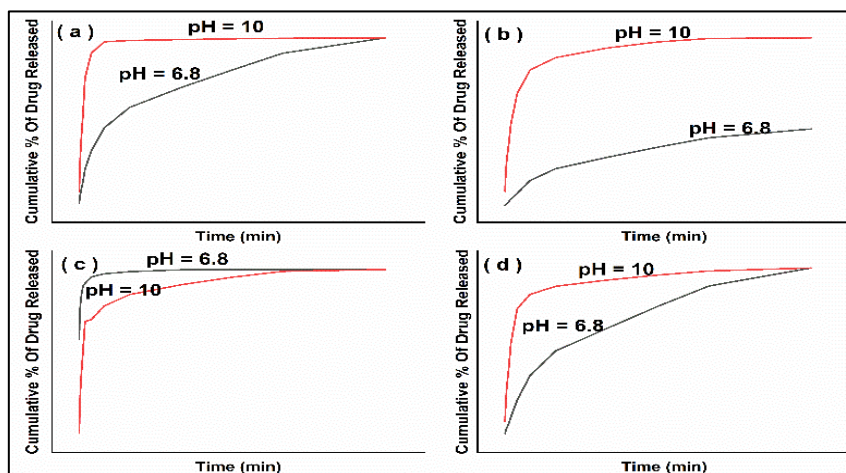 ( a )
pH = 10
pH = 6.8
Cumulative % Of Drug Released
Time (min)
( b )
pH = 10
pH = 6.8
Cumulative % Of Drug Released
Time (min)
( c )
pH = 6.8
pH = 10
Cumulative % Of Drug Released
Time (min)
( d )
pH = 10
pH = 6.8
Cumulative % Of Drug Released
Time (min)